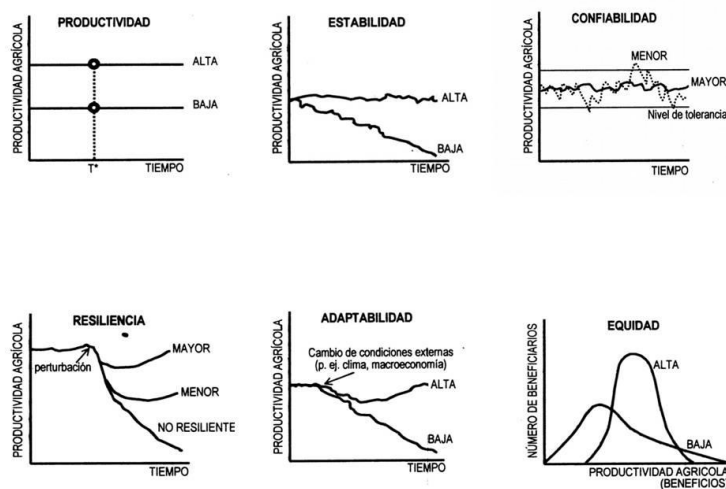 PRODUCTIVIDAD
PRODUCTIVIDAD AGRÍCOLA
ALTA
BAJA
T*
TIEMPO
ESTABILIDAD
PRODUCTIVIDAD AGRÍCOLA
ALTA
BAJA
TIEMPO
CONFIABILIDAD
PRODUCTIVIDAD AGRÍCOLA
MENOR
MAYOR
Nivel de tolerancia
TIEMPO
RESILIENCIA
PRODUCTIVIDAD AGRÍCOLA
perturbación
MAYOR
MENOR
NO RESILIENTE
TIEMPO
ADAPTABILIDAD
PRODUCTIVIDAD AGRÍCOLA
Cambio de condiciones externas
(p. ej. clima, macroeconomía)
ALTA
BAJA
TIEMPO
EQUIDAD
NÚMERO DE BENEFICIARIOS
ALTA
BAJA
PRODUCTIVIDAD AGRICOLA
(BENEFICIOS